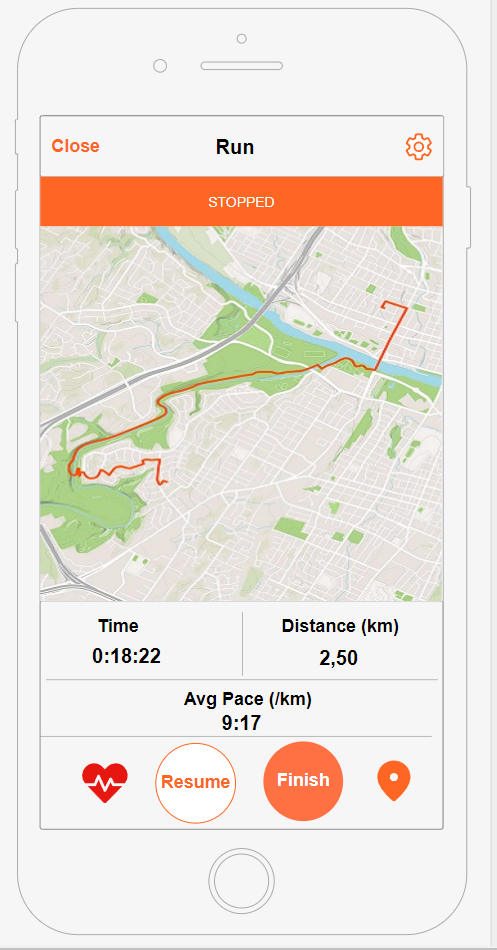 Close
Run
STOPPED
Time
Distance (km)
0:18:22
2,50
Avg Pace (/km)
9:17
Resume
Finish